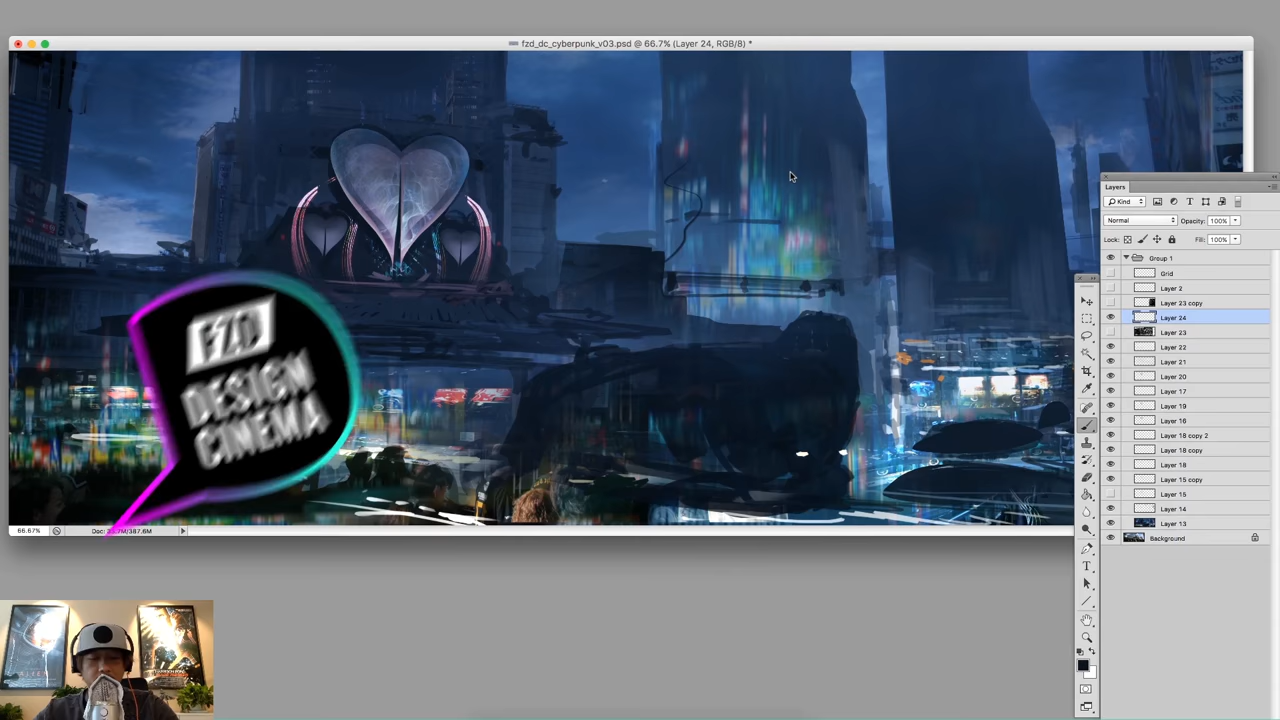 fzd_dc_cyberpunk_v03.psd @ 66.7% (Layer 24, RGB/8) *
Layers
Kind
Normal
Opacity: 100%
Lock:
Fill: 100%
Group 1
Grid
Layer 2
Layer 23 copy
Layer 24
Layer 23
Layer 22
Layer 21
Layer 20
Layer 17
Layer 19
Layer 16
Layer 18 copy 2
Layer 18 copy
Layer 18
Layer 15 copy
Layer 15
Layer 14
Layer 13
Background
FZD
DESIGN
CINEMA
66.67%